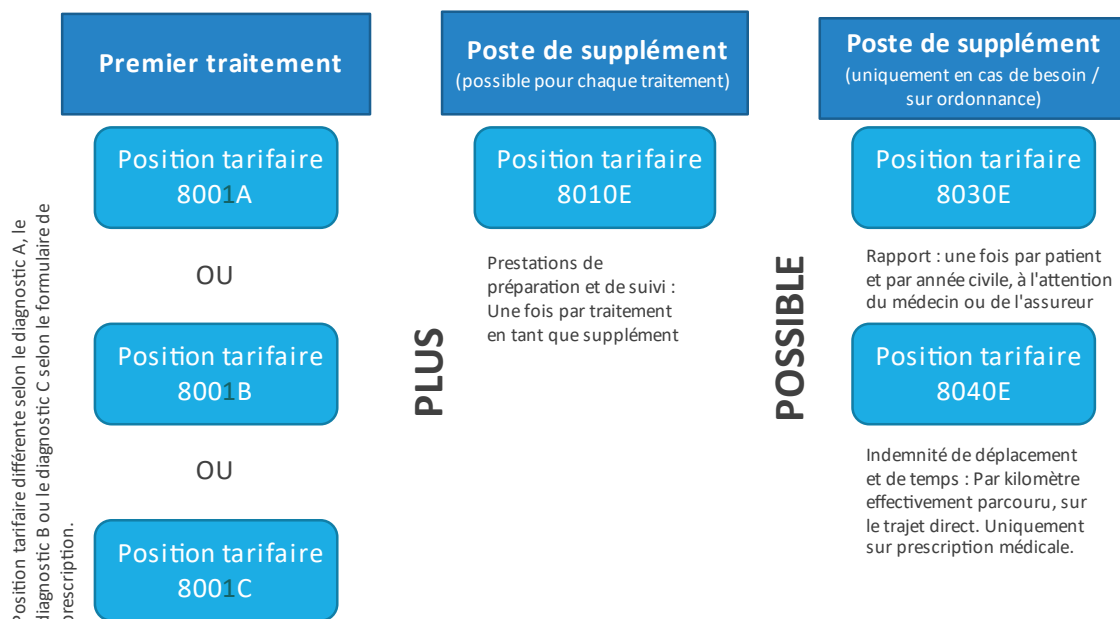 Premier traitement
Position tarifaire
8001A
OU
Position tarifaire
8001B
OU
Position tarifaire
8001C
Position tarifaire différente selon le diagnostic A, le
diagnostic B ou le diagnostic C selon le formulaire de
prescription.
PLUS
Poste de supplément
(possible pour chaque traitement)
Position tarifaire
8010E
Prestations de
préparation et de suivi :
Une fois par traitement
en tant que supplément
POSSIBLE
Poste de supplément
(uniquement en cas de besoin /
sur ordonnance)
Position tarifaire
8030E
Rapport : une fois par patient
et par année civile, à l'attention
du médecin ou de l'assureur
Position tarifaire
8040E
Indemnité de déplacement
et de temps : Par kilomètre
effectivement parcouru, sur
le trajet direct. Uniquement
sur prescription médicale.